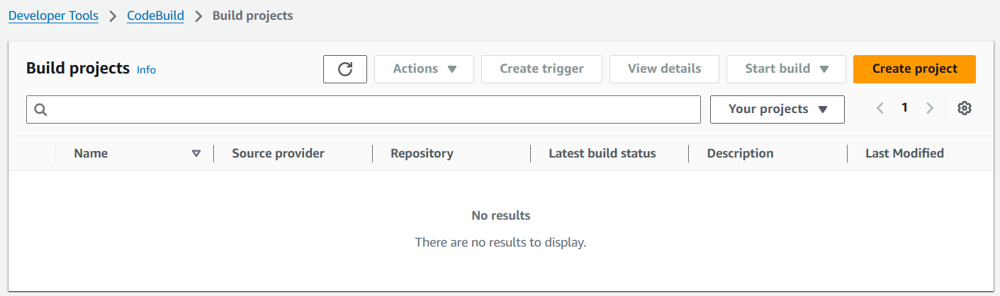 Developer Tools > CodeBuild > Build projects
Build projects Info Actions Create trigger View details Start build Create project
Your projects 1
Name Source provider Repository Latest build status Description Last Modified
No results
There are no results to display.